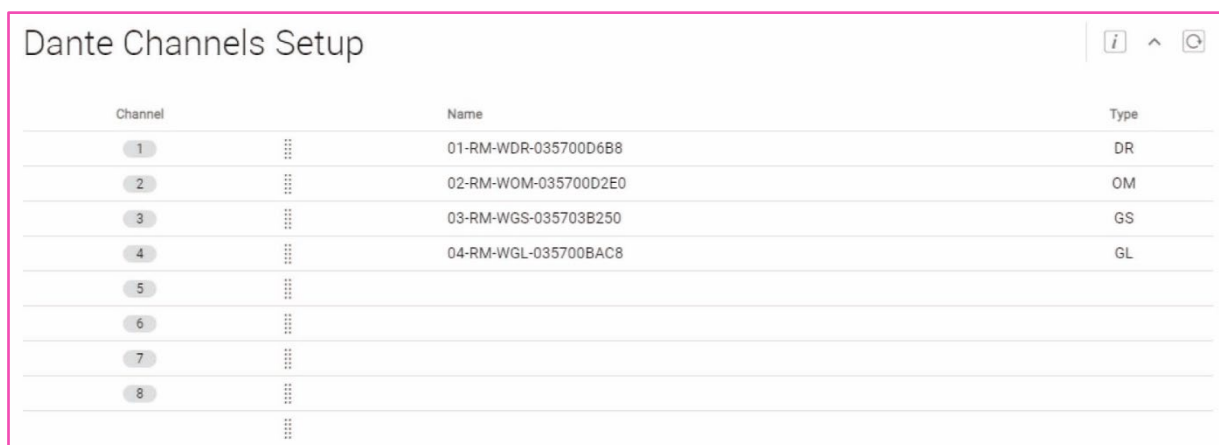 Dante Channels Setup
Channel Name Type
1 01-RM-WDR-035700D6B8 DR
2 02-RM-WOM-035700D2E0 OM
3 03-RM-WGS-035703B250 GS
4 04-RM-WGL-035700BAC8 GL
5
6
7
8